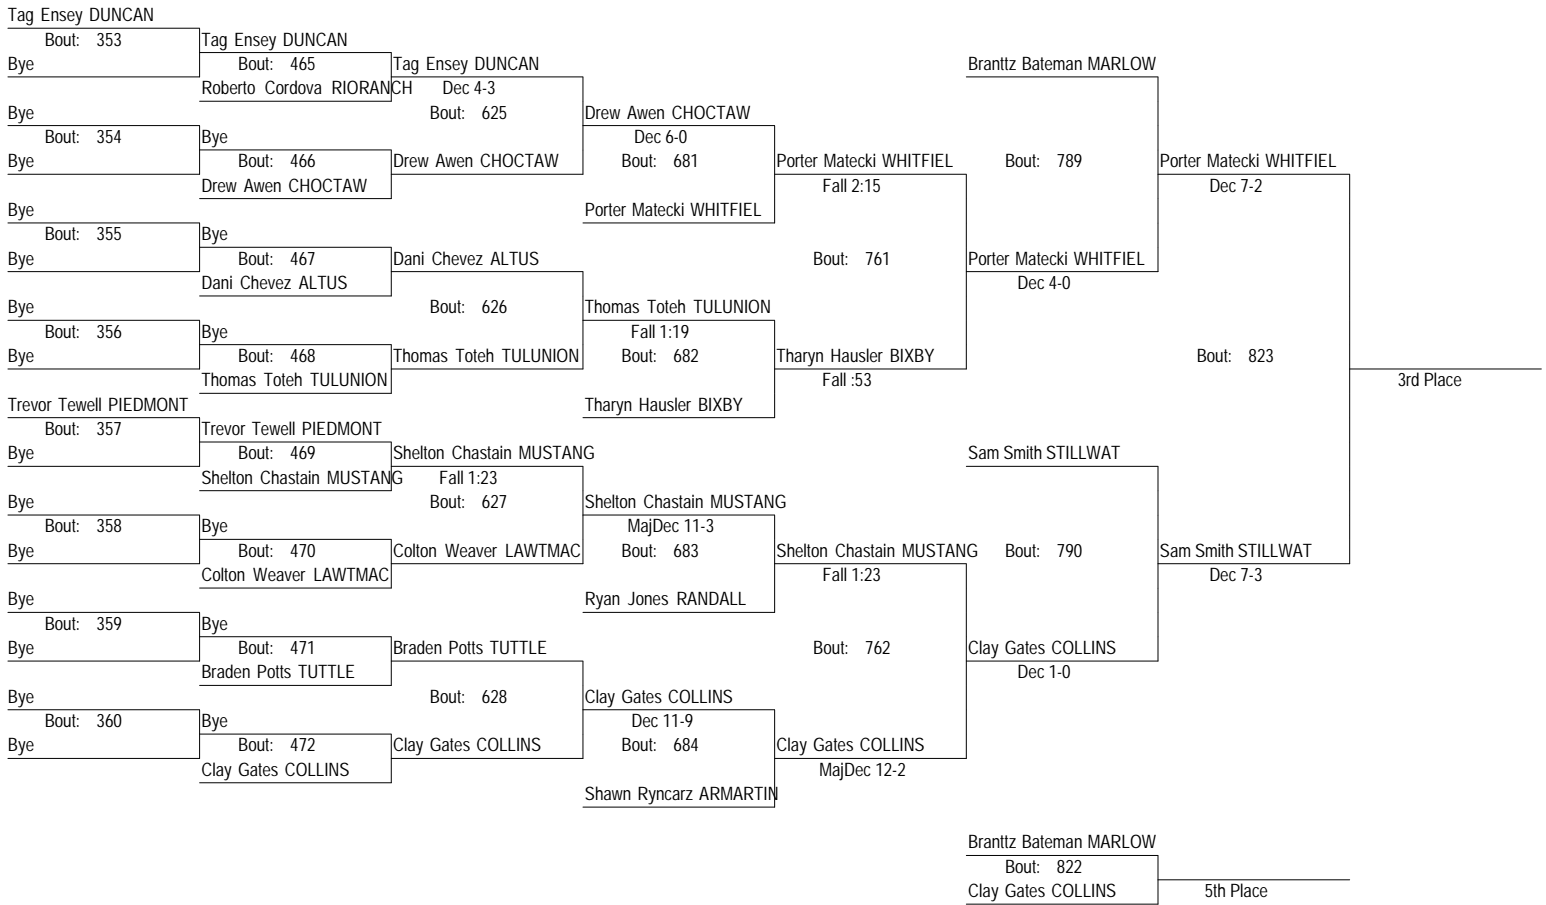 Tag Ensey DUNCAN
Bout: 353
Bye
Bye
Bout: 354
Bye
Bye
Bout: 355
Bye
Bye
Bout: 356
Bye
Trevor Tewell PIEDMONT
Bout: 357
Bye
Bye
Bout: 358
Bye
Bye
Bout: 359
Bye
Bye
Bout: 360
Bye
Tag Ensey DUNCAN
Bout: 465
Roberto Cordova RIORANCH
Bye
Bout: 466
Drew Awen CHOCTAW
Bye
Bout: 467
Dani Chevez ALTUS
Bye
Bout: 468
Thomas Toteh TULUNION
Trevor Tewell PIEDMONT
Bout: 469
Shelton Chastain MUSTANG
Bye
Bout: 470
Colton Weaver LAWTMAC
Bye
Bout: 471
Braden Potts TUTTLE
Bye
Bout: 472
Clay Gates COLLINS
Tag Ensey DUNCAN
Dec 4-3
Bout: 625
Drew Awen CHOCTAW
Dani Chevez ALTUS
Bout: 626
Thomas Toteh TULUNION
Shelton Chastain MUSTANG
Fall 1:23
Bout: 627
Colton Weaver LAWTMAC
Braden Potts TUTTLE
Bout: 628
Clay Gates COLLINS
Drew Awen CHOCTAW
Dec 6-0
Bout: 681
Porter Matecki WHITFIEL
Thomas Toteh TULUNION
Fall 1:19
Bout: 682
Tharyn Hausler BIXBY
Shelton Chastain MUSTANG
MajDec 11-3
Bout: 683
Ryan Jones RANDALL
Clay Gates COLLINS
Dec 11-9
Bout: 684
Shawn Ryncarz ARMARTIN
Porter Matecki WHITFIEL
Fall 2:15
Bout: 761
Tharyn Hausler BIXBY
Fall :53
Shelton Chastain MUSTANG
Fall 1:23
Bout: 762
Clay Gates COLLINS
MajDec 12-2
Branttz Bateman MARLOW
Bout: 789
Porter Matecki WHITFIEL
Dec 4-0
Sam Smith STILLWAT
Bout: 790
Clay Gates COLLINS
Dec 1-0
Porter Matecki WHITFIEL
Dec 7-2
Bout: 823
Sam Smith STILLWAT
Dec 7-3
3rd Place
Branttz Bateman MARLOW
Bout: 822
Clay Gates COLLINS
5th Place